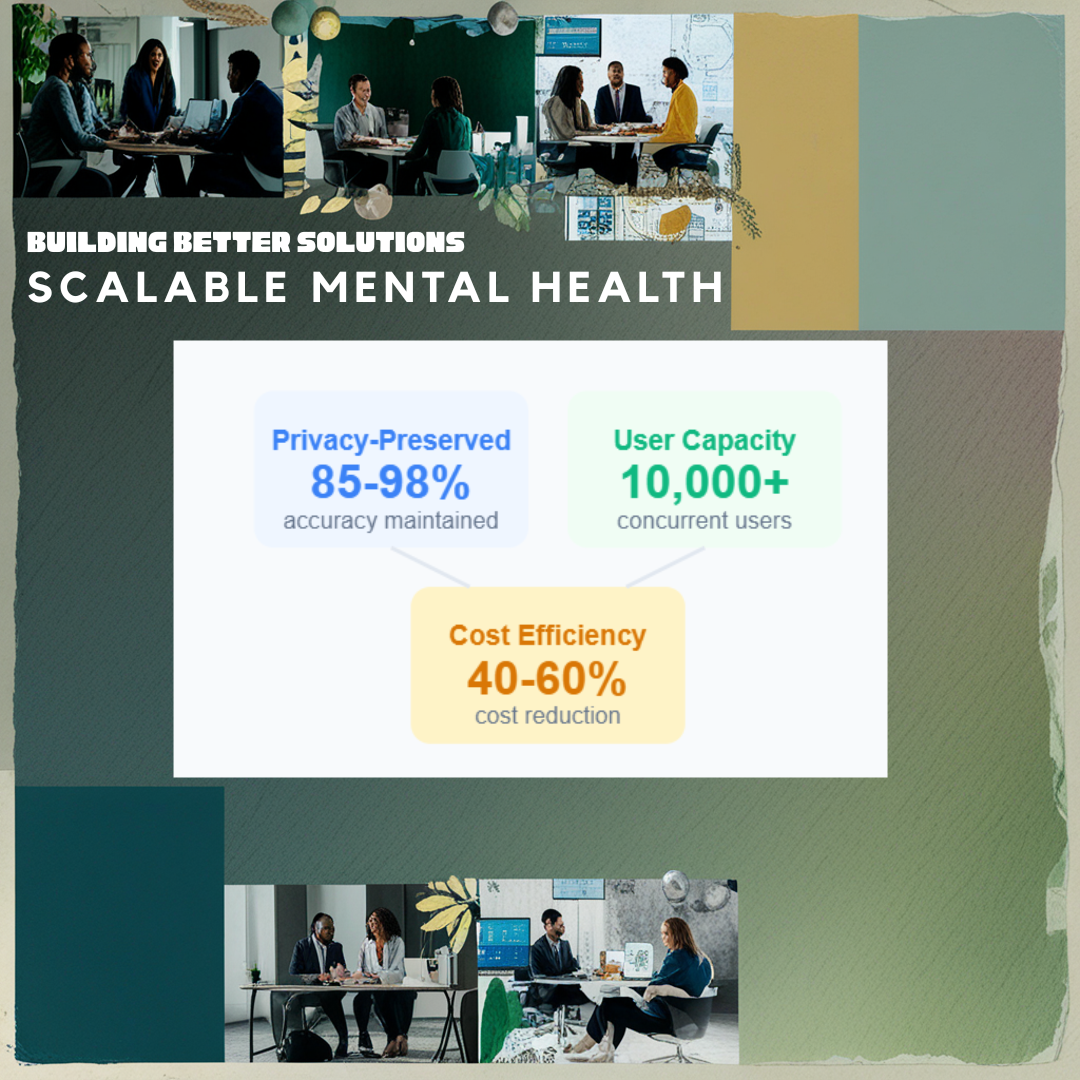 BUILDING BETTER SOLUTIONS
SCALABLE MENTAL HEALTH
Privacy-Preserved
85-98%
accuracy maintained
User Capacity
10,000+
concurrent users
Cost Efficiency
40-60%
cost reduction